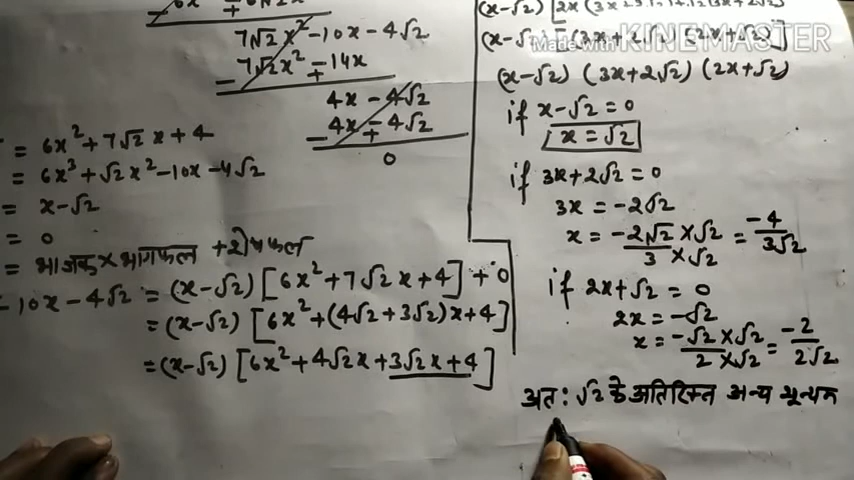 7√2x² - 10x - 4√2
7√2x² - 14x
- +
4x - 4√2
4x - 4√2
- +
0
= 6x² + 7√2 x + 4
= 6x³ + √2x² - 10x - 4√2
= x - √2
= 0
= भाजक × भागफल + शेषफल
- 10x - 4√2 = (x - √2) [6x² + 7√2 x + 4] + 0
= (x - √2) [6x² + (4√2 + 3√2) x + 4]
= (x - √2) [6x² + 4√2x + 3√2x + 4]
Made with KINEMASTER
(x - √2) (3x + 2√2) (2x + √2)
if x - √2 = 0
x = √2
if 3x + 2√2 = 0
3x = -2√2
x = -2√2/3 × √2/√2 = -4/3√2
if 2x + √2 = 0
2x = -√2
x = -√2/2 × √2/√2 = -2/2√2
अत: √2 के अतिरिक्त अन्य शून्यक